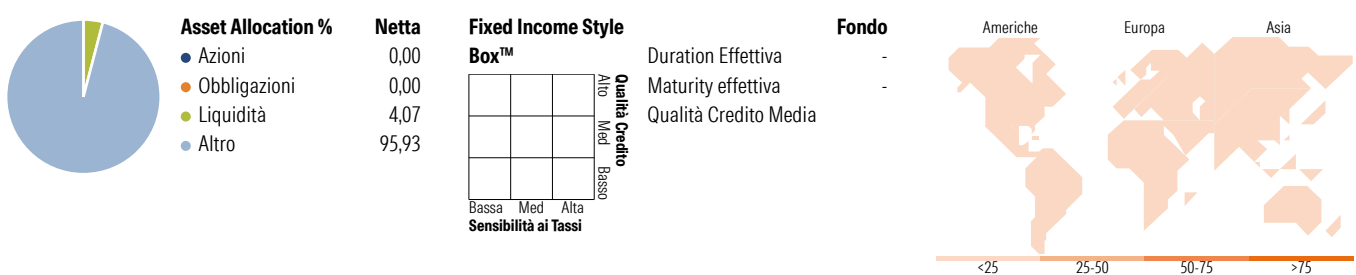 Asset Allocation % Netta
Azioni 0,00
Obbligazioni 0,00
Liquidità 4,07
Altro 95,93
Fixed Income Style
Box™
Alto Med Basso
Qualità Credito
Bassa Med Alta
Sensibilità ai Tassi
Fondo
Duration Effettiva -
Maturity effettiva -
Qualità Credito Media
Americhe Europa Asia
<25 25-50 50-75 >75